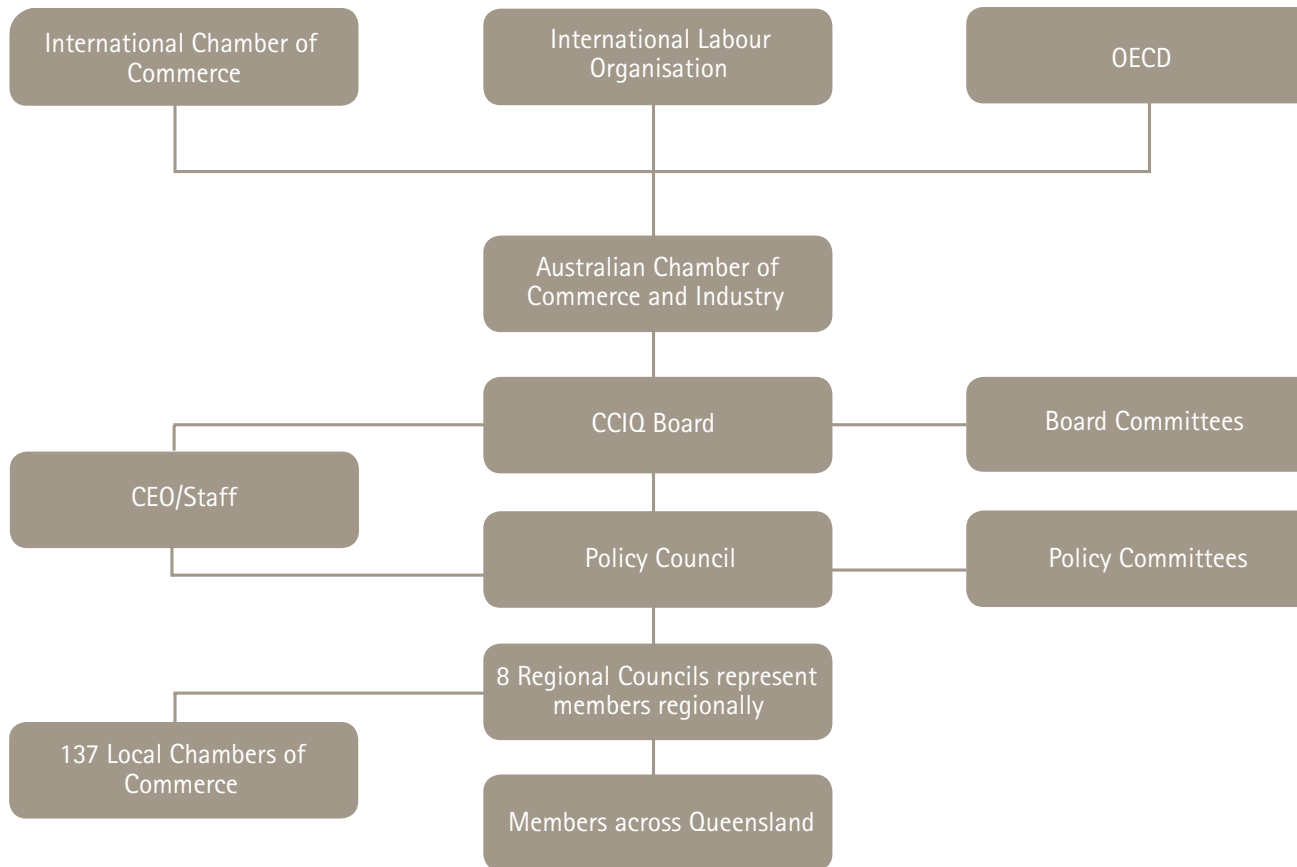 International Chamber of
Commerce
International Labour
Organisation
OECD
Australian Chamber of
Commerce and Industry
CCIQ Board
Board Committees
CEO/Staff
Policy Council
Policy Committees
8 Regional Councils represent
members regionally
137 Local Chambers of
Commerce
Members across Queensland